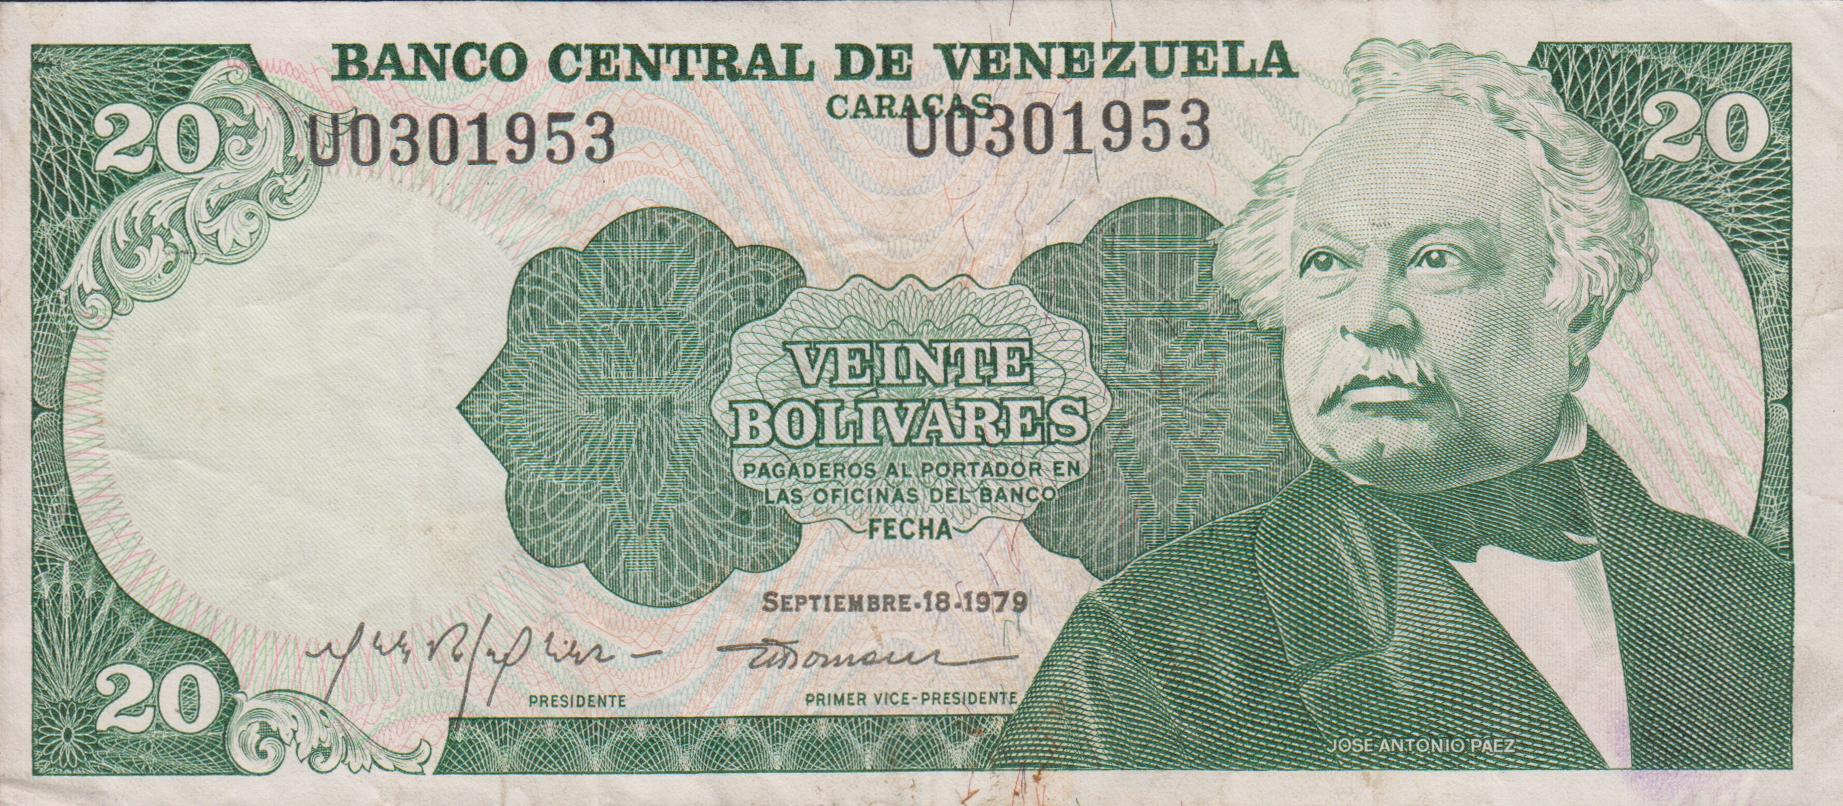 BANCO CENTRAL DE VENEZUELA
CARACAS
20
U0301953
U0301953
20
VEINTE
BOLÍVARES
PAGADEROS AL PORTADOR EN
LAS OFICINAS DEL BANCO
FECHA
SEPTIEMBRE-18-1979
20
PRESIDENTE
PRIMER VICE-PRESIDENTE
JOSE ANTONIO PAEZ